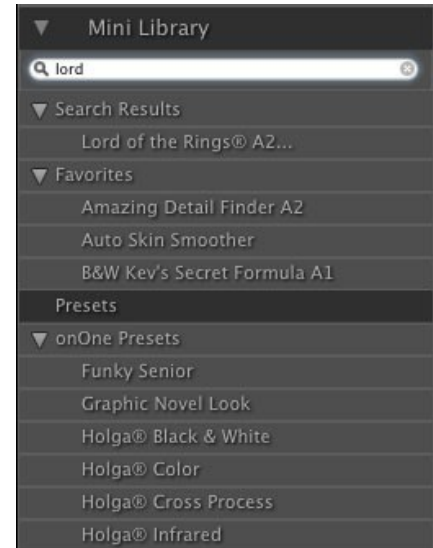 Mini Library
lord
Search Results
Lord of the Rings® A2...
Favorites
Amazing Detail Finder A2
Auto Skin Smoother
B&W Kev's Secret Formula A1
Presets
onOne Presets
Funky Senior
Graphic Novel Look
Holga® Black & White
Holga® Color
Holga® Cross Process
Holga® Infrared